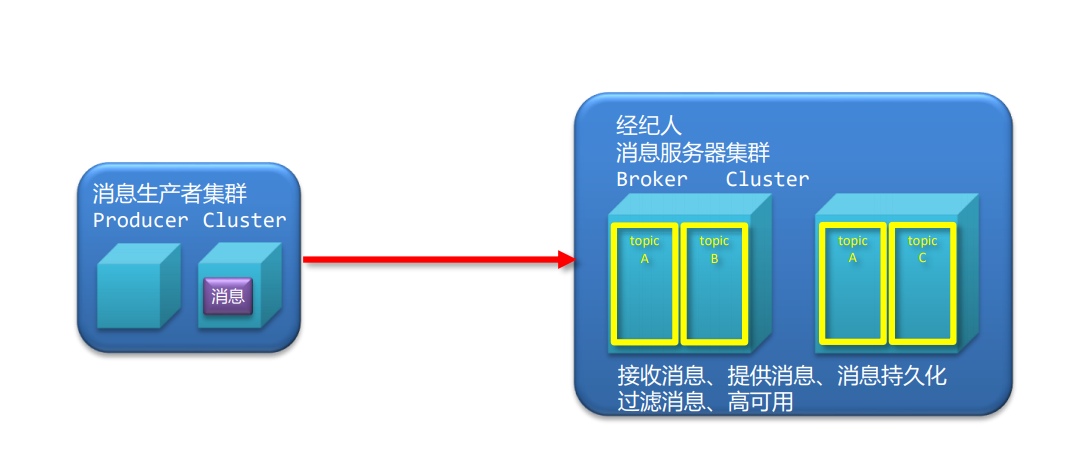 消息生产者集群
Producer Cluster
消息
经纪人
消息服务器集群
Broker Cluster
topic
A
topic
B
topic
A
topic
C
接收消息、提供消息、消息持久化
过滤消息、高可用